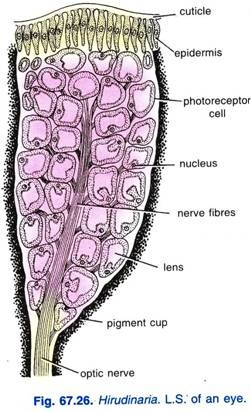 cuticle
epidermis
photoreceptor
cell
nucleus
nerve fibres
lens
pigment cup
optic nerve
Fig. 67.26. Hirudinaria. L.S. of an eye.